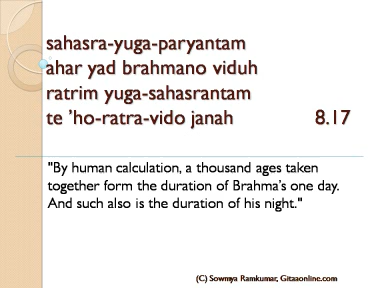 sahasra-yuga-paryantam
ahar yad brahmano viduh
ratrim yuga-sahasrantam
te ’ho-ratra-vido janah 8.17
"By human calculation, a thousand ages taken
together form the duration of Brahma’s one day.
And such also is the duration of his night."
(C) Sowmya Ramkumar, Gitaaonline.com